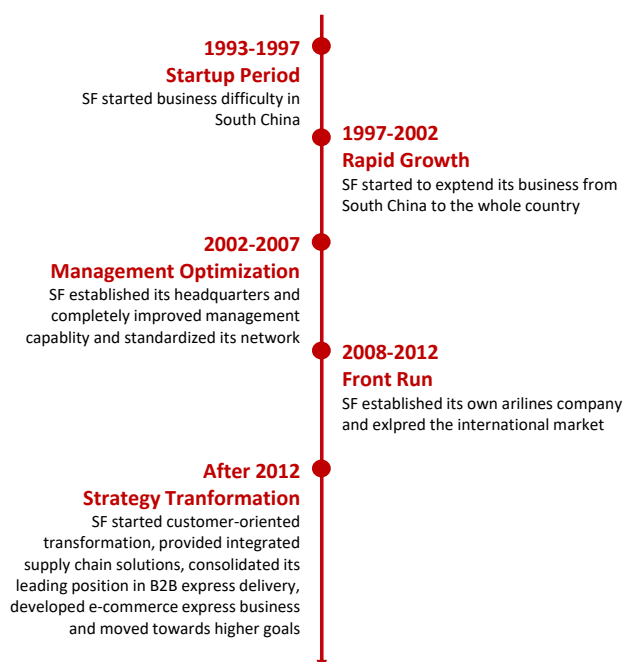 1993-1997
Startup Period
SF started business difficulty in
South China
1997-2002
Rapid Growth
SF started to exptend its business from
South China to the whole country
2002-2007
Management Optimization
SF established its headquarters and
completely improved management
capablity and standardized its network
2008-2012
Front Run
SF established its own arilines company
and exlpred the international market
After 2012
Strategy Tranformation
SF started customer-oriented
transformation, provided integrated
supply chain solutions, consolidated its
leading position in B2B express delivery,
developed e-commerce express business
and moved towards higher goals